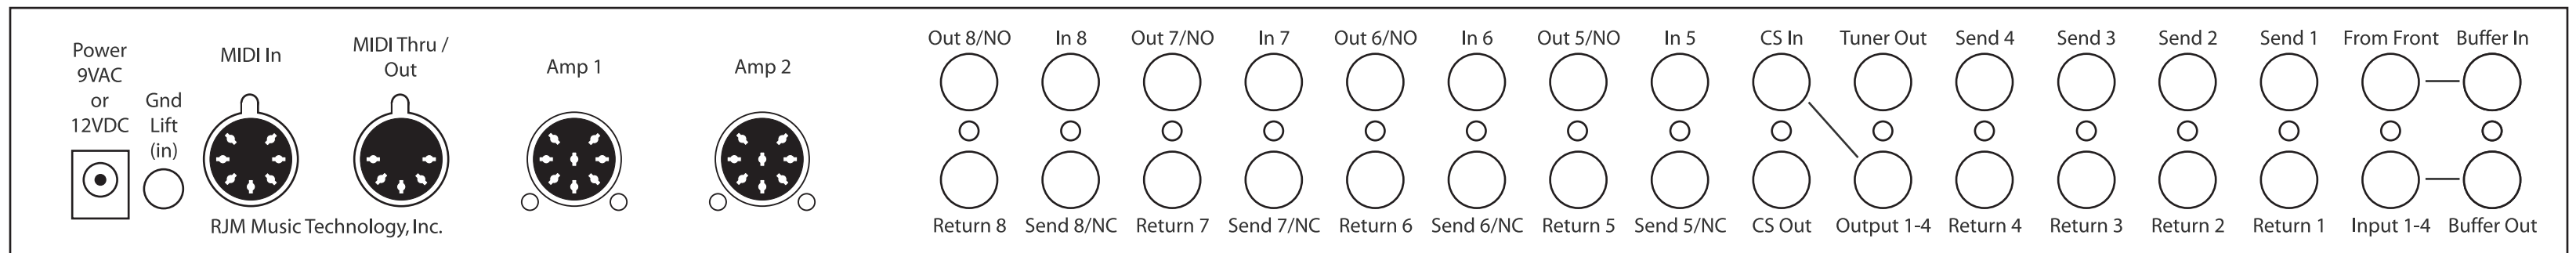 Power
9VAC
or
12VDC
Gnd
Lift
(in)
MIDI In
MIDI Thru /
Out
Amp 1
Amp 2
Out 8/NO
In 8
Out 7/NO
In 7
Out 6/NO
In 6
Out 5/NO
In 5
CS In
Tuner Out
Send 4
Send 3
Send 2
Send 1
From Front
Buffer In
RJM Music Technology, Inc.
Return 8
Send 8/NC
Return 7
Send 7/NC
Return 6
Send 6/NC
Return 5
Send 5/NC
CS Out
Output 1-4
Return 4
Return 3
Return 2
Return 1
Input 1-4
Buffer Out